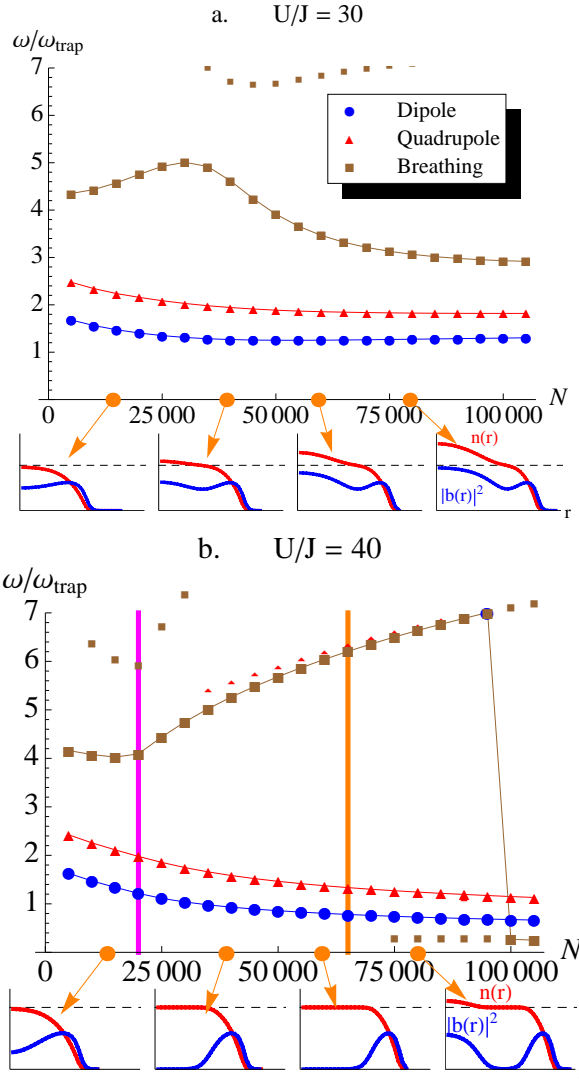 a. U/J = 30
ω/ω_trap
7
6
5
4
3
2
1
Dipole
Quadrupole
Breathing
0 25 000 50 000 75 000 100 000 N
n(r)
|b(r)|²
r
b. U/J = 40
ω/ω_trap
7
6
5
4
3
2
1
0 25 000 50 000 75 000 100 000 N
n(r)
|b(r)|²